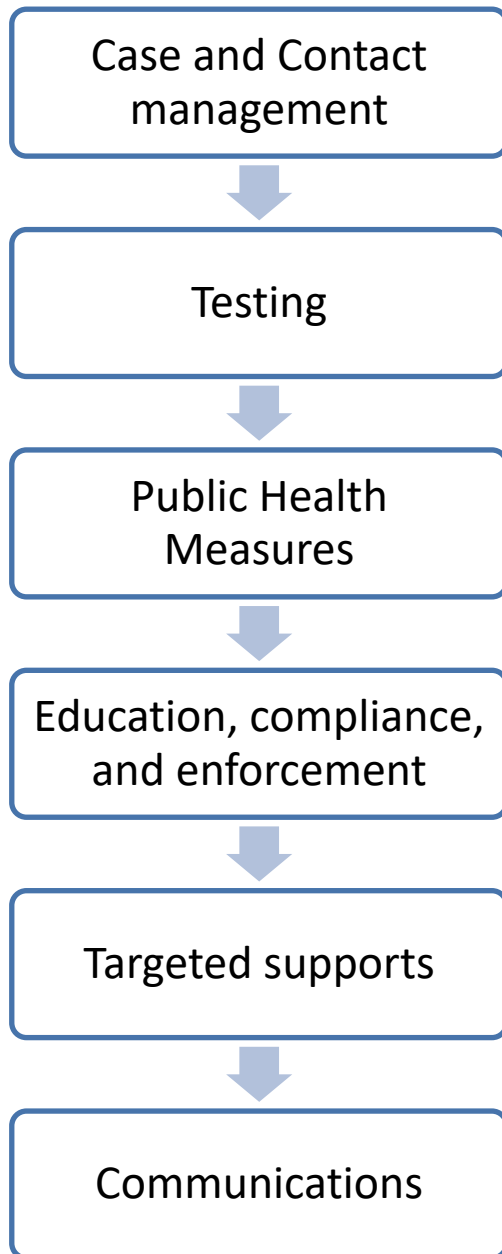 Case and Contact
management
Testing
Public Health
Measures
Education, compliance,
and enforcement
Targeted supports
Communications